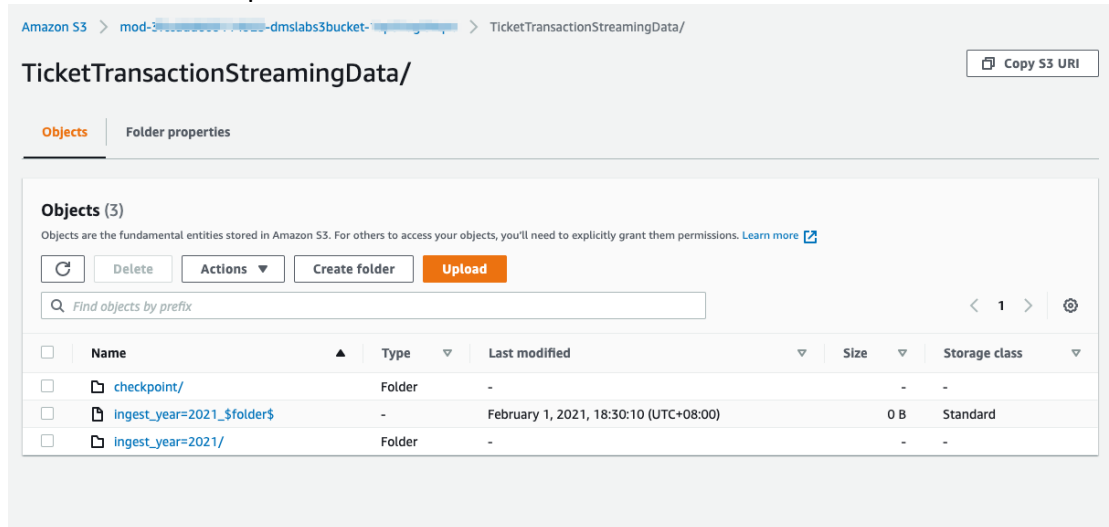 Amazon S3 > mod- -dmslabs3bucket- > TicketTransactionStreamingData/
TicketTransactionStreamingData/
Copy S3 URI
Objects
Folder properties
Objects (3)
Objects are the fundamental entities stored in Amazon S3. For others to access your objects, you'll need to explicitly grant them permissions. Learn more
Delete Actions Create folder Upload
Find objects by prefix
< 1 >
Name Type Last modified Size Storage class
checkpoint/ Folder - - -
ingest_year=2021_$folder$ - February 1, 2021, 18:30:10 (UTC+08:00) 0 B Standard
ingest_year=2021/ Folder - - -